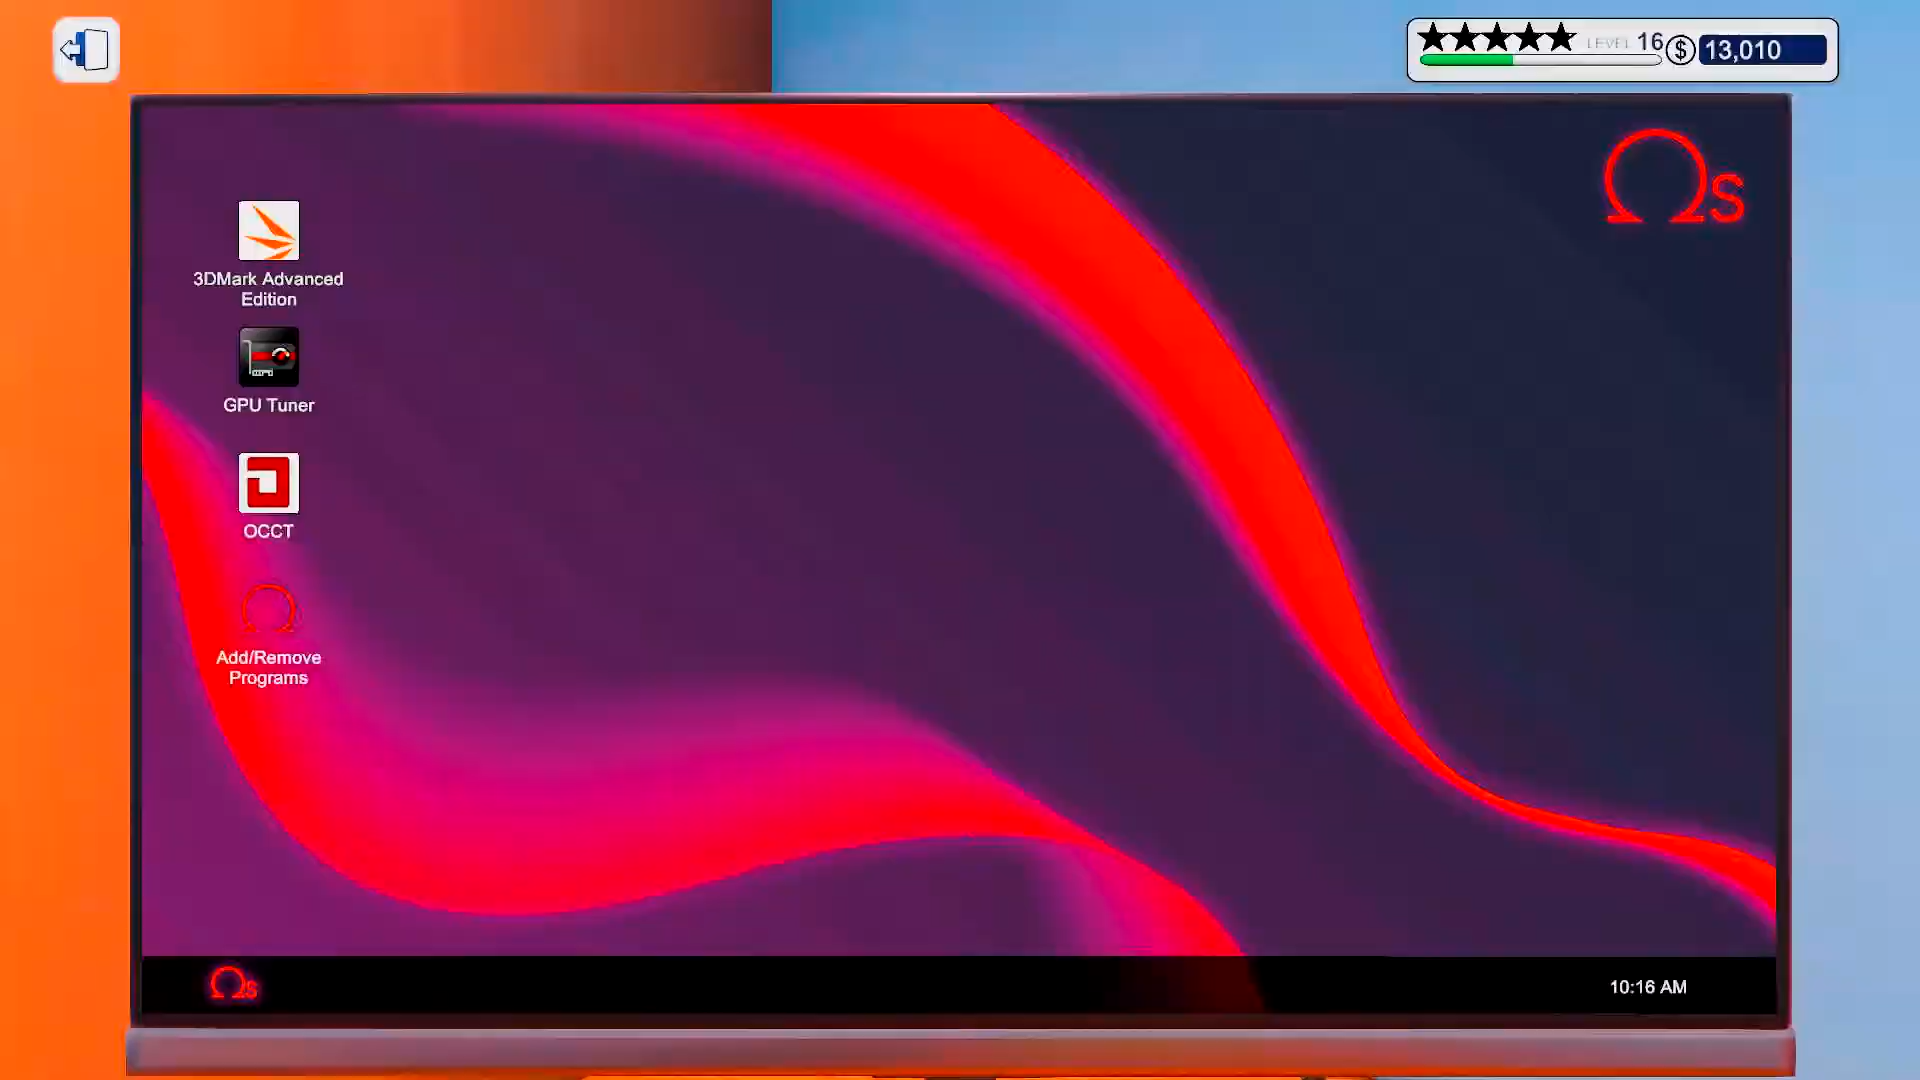 LEVEL 16 $ 13,010
Ωs
3DMark Advanced
Edition
GPU Tuner
OCCT
Add/Remove
Programs
Ωs
10:16 AM